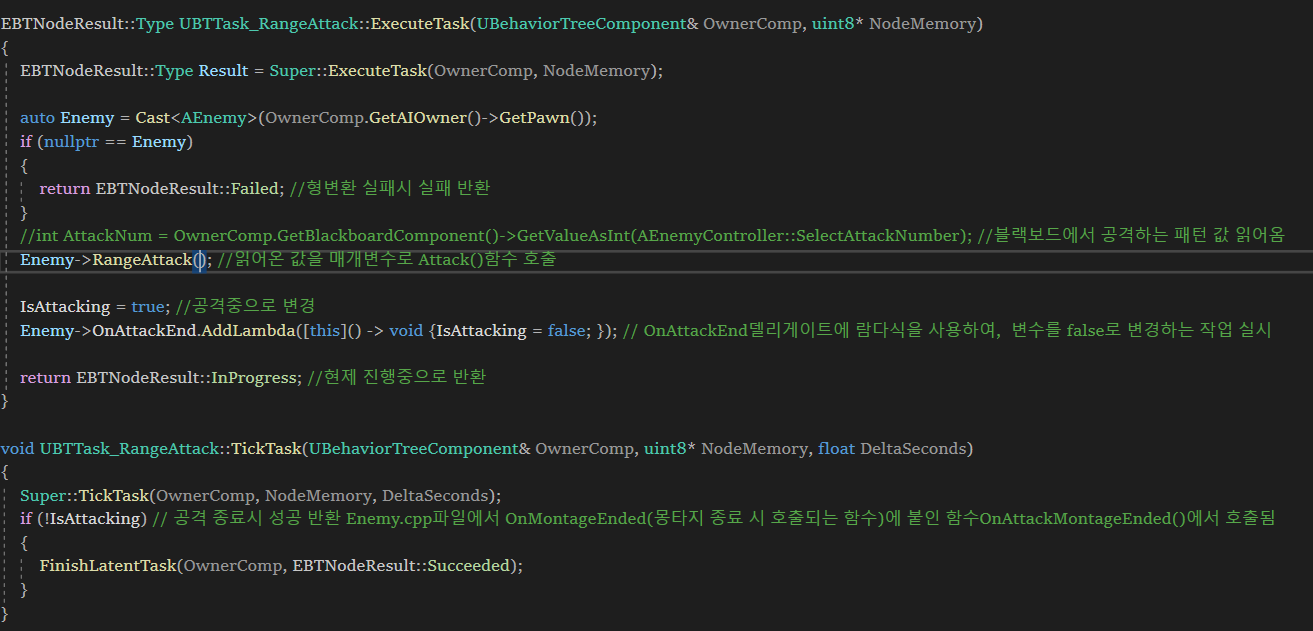 EBTNodeResult::Type UBTTask_RangeAttack::ExecuteTask(UBehaviorTreeComponent& OwnerComp, uint8* NodeMemory)
{
EBTNodeResult::Type Result = Super::ExecuteTask(OwnerComp, NodeMemory);
auto Enemy = Cast<AEnemy>(OwnerComp.GetAIOwner()->GetPawn());
if (nullptr == Enemy)
{
return EBTNodeResult::Failed; //형변환 실패시 실패 반환
}
//int AttackNum = OwnerComp.GetBlackboardComponent()->GetValueAsInt(AEnemyController::SelectAttackNumber); //블랙보드에서 공격하는 패턴 값 읽어옴
Enemy->RangeAttack(); //읽어온 값을 매개변수로 Attack()함수 호출
IsAttacking = true; //공격중으로 변경
Enemy->OnAttackEnd.AddLambda([this]() -> void {IsAttacking = false; }); // OnAttackEnd델리게이트에 람다식을 사용하여, 변수를 false로 변경하는 작업 실시
return EBTNodeResult::InProgress; //현제 진행중으로 반환
}
void UBTTask_RangeAttack::TickTask(UBehaviorTreeComponent& OwnerComp, uint8* NodeMemory, float DeltaSeconds)
{
Super::TickTask(OwnerComp, NodeMemory, DeltaSeconds);
if (!IsAttacking) // 공격 종료시 성공 반환 Enemy.cpp파일에서 OnMontageEnded(몽타지 종료 시 호출되는 함수)에 붙인 함수OnAttackMontageEnded()에서 호출됨
{
FinishLatentTask(OwnerComp, EBTNodeResult::Succeeded);
}
}